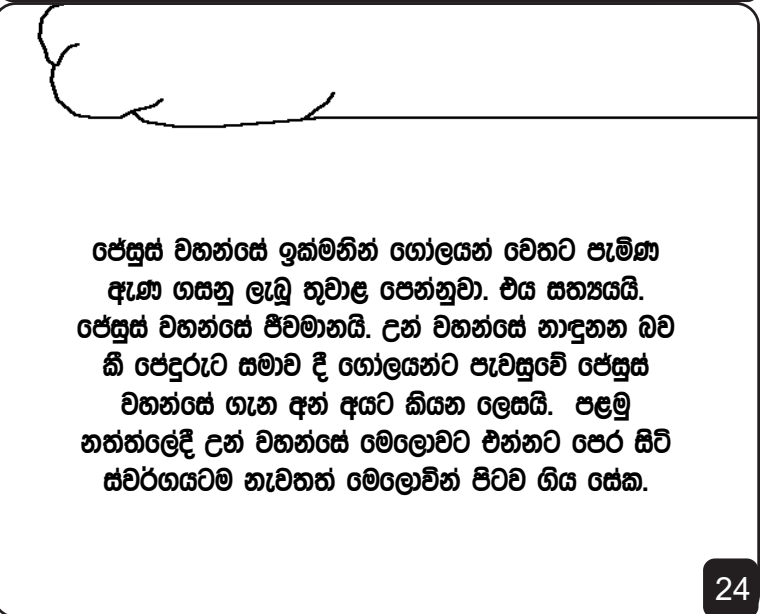 ජේසුස් වහන්සේ ඉක්මනින් ගෝලයන් වෙතට පැමිණ
ඇණ ගසනු ලැබූ තුවාළ පෙන්නුවා. එය සත්‍යයයි.
ජේසුස් වහන්සේ ජීවමානයි. උන් වහන්සේ නාඳුනන බව
කී පේදුරුට සමාව දී ගෝලයන්ට පැවසුවේ ජේසුස්
වහන්සේ ගැන අන් අයට කියන ලෙසයි. පළමු
නත්තලේදී උන් වහන්සේ මෙලොවට එන්නට පෙර සිටි
ස්වර්ගයටම නැවතත් මෙලොවින් පිටව ගිය සේක.
24